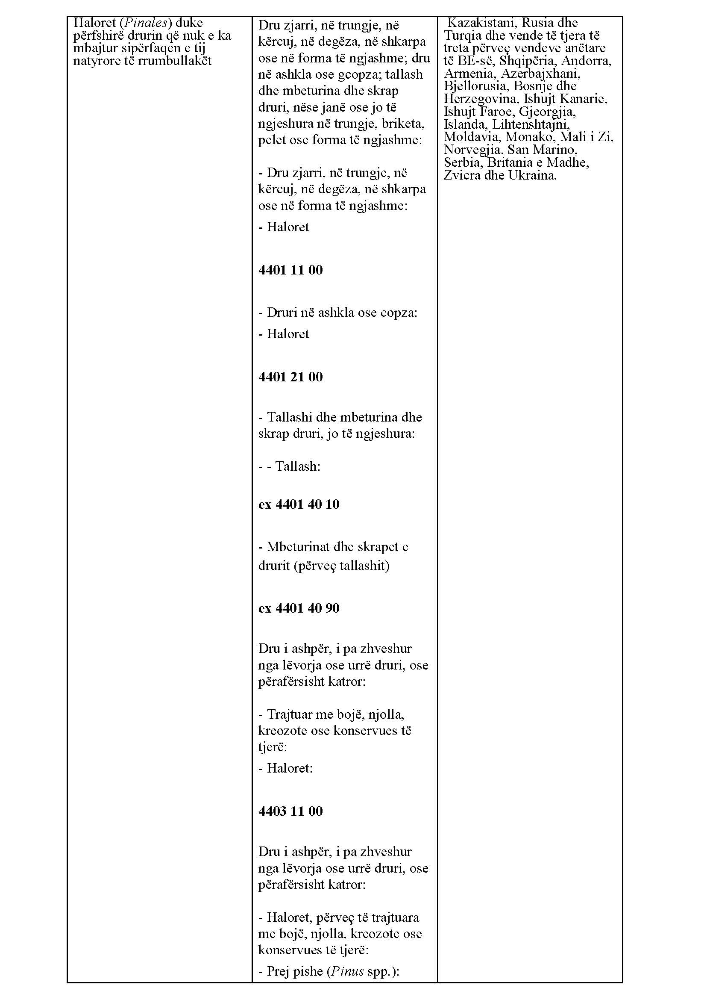 Haloret (Pinales) duke
përfshirë drurin që nuk e ka
mbajtur sipërfaqen e tij
natyrore të rrumbullakët
Dru zjarri, në trungje, në
kërcuj, në degëza, në shkarpa
ose në forma të ngjashme; dru
në ashkla ose gcopza; tallash
dhe mbeturina dhe skrap
druri, nëse janë ose jo të
ngjeshura në trungje, briketa,
pelet ose forma të ngjashme:
- Dru zjarri, në trungje, në
kërcuj, në degëza, në shkarpa
ose në forma të ngjashme:
- Haloret
4401 11 00
- Druri në ashkla ose copza:
- Haloret
4401 21 00
- Tallashi dhe mbeturina dhe
skrap druri, jo të ngjeshura:
- - Tallash:
ex 4401 40 10
- Mbeturinat dhe skrapet e
drurit (përveç tallashit)
ex 4401 40 90
Dru i ashpër, i pa zhveshur
nga lëvorja ose urrë druri, ose
përafërsisht katror:
- Trajtuar me bojë, njolla,
kreozote ose konservues të
tjerë:
- Haloret:
4403 11 00
Dru i ashpër, i pa zhveshur
nga lëvorja ose urrë druri, ose
përafërsisht katror:
- Haloret, përveç të trajtuara
me bojë, njolla, kreozote ose
konservues të tjerë:
- Prej pishe (Pinus spp.):
Kazakistani, Rusia dhe
Turqia dhe vende të tjera të
treta përveç vendeve anëtare
të BE-së, Shqipëria, Andorra,
Armenia, Azerbajxhani,
Bjellorusia, Bosnje dhe
Herzegovina, Ishujt Kanarie,
Ishujt Faroe, Gjeorgjia,
Islanda, Lihtenshtajni,
Moldavia, Monako, Mali i Zi,
Norvegjia. San Marino,
Serbia, Britania e Madhe,
Zvicra dhe Ukraina.